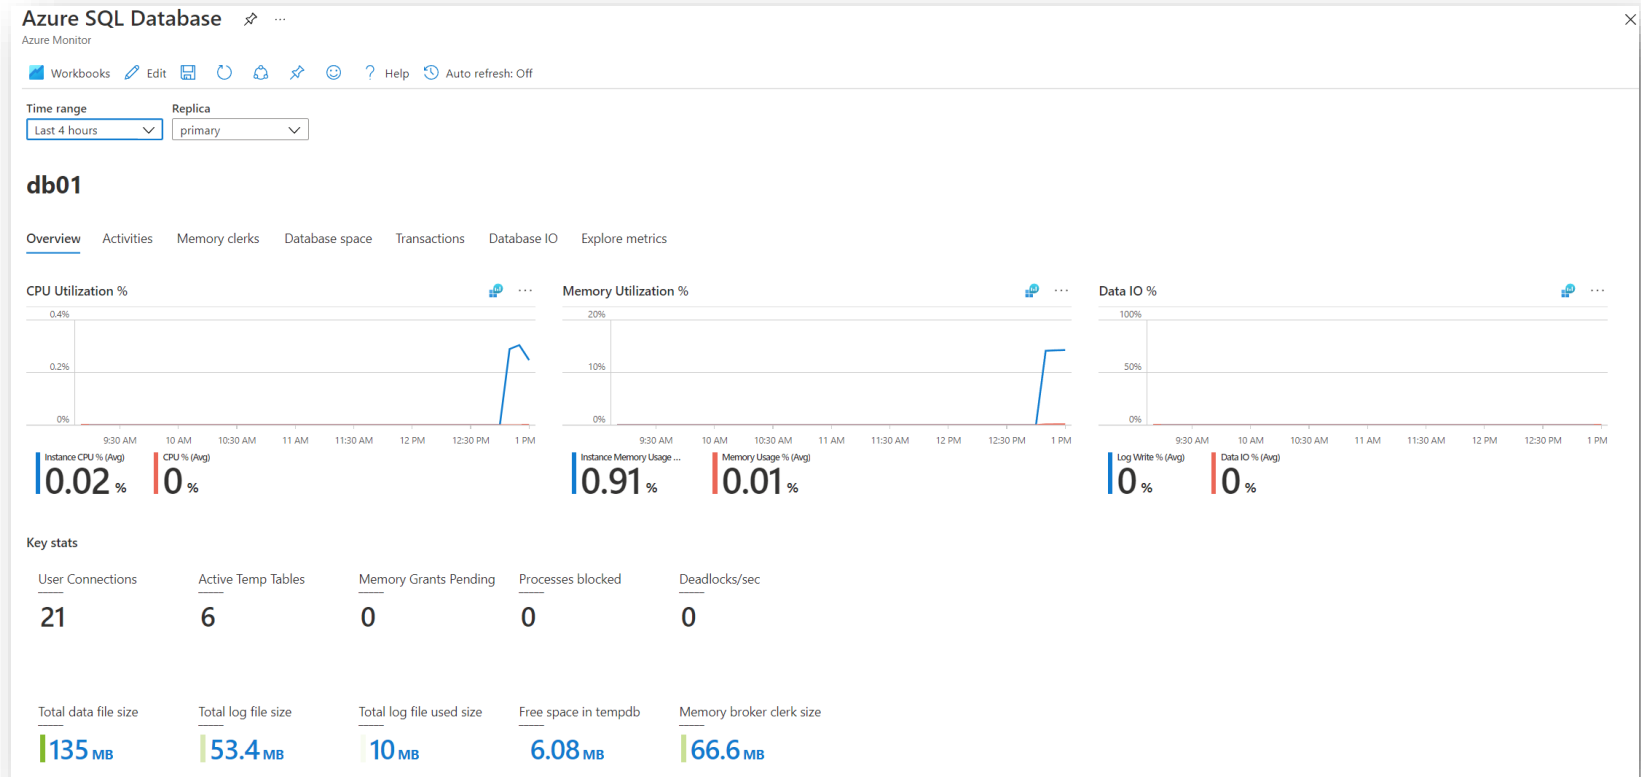 Azure SQL Database ···
Azure Monitor
Workbooks Edit ? Help Auto refresh: Off
Time range Replica
Last 4 hours primary
db01
Overview Activities Memory clerks Database space Transactions Database IO Explore metrics
CPU Utilization % ··· Memory Utilization % ··· Data IO % ···
0.4% 20% 100%
0.2% 10% 50%
0% 0% 0%
9:30 AM 10 AM 10:30 AM 11 AM 11:30 AM 12 PM 12:30 PM 1 PM 9:30 AM 10 AM 10:30 AM 11 AM 11:30 AM 12 PM 12:30 PM 1 PM 9:30 AM 10 AM 10:30 AM 11 AM 11:30 AM 12 PM 12:30 PM 1 PM
Instance CPU % (Avg) CPU % (Avg) Instance Memory Usage ... Memory Usage % (Avg) Log Write % (Avg) Data IO % (Avg)
0.02 % 0 % 0.91 % 0.01 % 0 % 0 %
Key stats
User Connections Active Temp Tables Memory Grants Pending Processes blocked Deadlocks/sec
21 6 0 0 0
Total data file size Total log file size Total log file used size Free space in tempdb Memory broker clerk size
135 MB 53.4 MB 10 MB 6.08 MB 66.6 MB